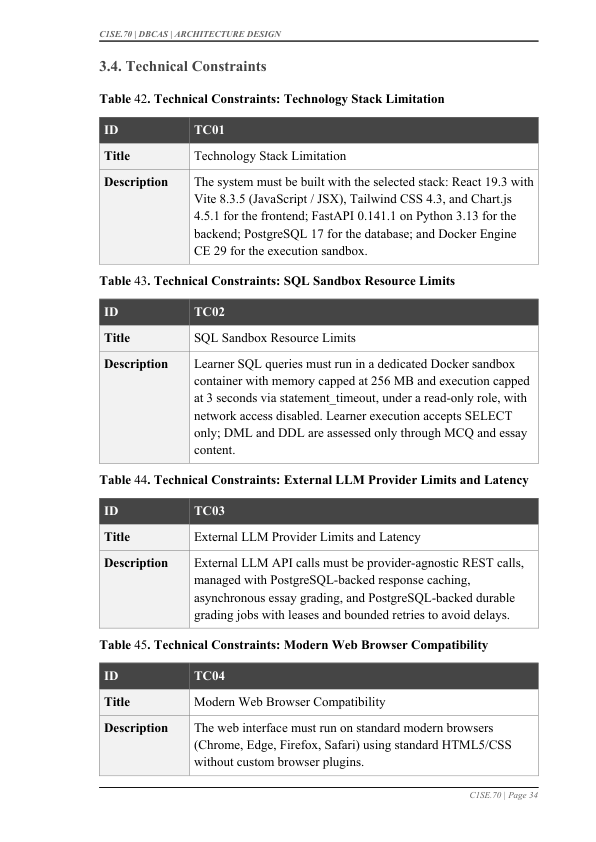 C1SE.70 | DBCAS | ARCHITECTURE DESIGN
3.4. Technical Constraints
Table 42. Technical Constraints: Technology Stack Limitation
ID TC01
Title Technology Stack Limitation
Description The system must be built with the selected stack: React 19.3 with
Vite 8.3.5 (JavaScript / JSX), Tailwind CSS 4.3, and Chart.js
4.5.1 for the frontend; FastAPI 0.141.1 on Python 3.13 for the
backend; PostgreSQL 17 for the database; and Docker Engine
CE 29 for the execution sandbox.
Table 43. Technical Constraints: SQL Sandbox Resource Limits
ID TC02
Title SQL Sandbox Resource Limits
Description Learner SQL queries must run in a dedicated Docker sandbox
container with memory capped at 256 MB and execution capped
at 3 seconds via statement_timeout, under a read-only role, with
network access disabled. Learner execution accepts SELECT
only; DML and DDL are assessed only through MCQ and essay
content.
Table 44. Technical Constraints: External LLM Provider Limits and Latency
ID TC03
Title External LLM Provider Limits and Latency
Description External LLM API calls must be provider-agnostic REST calls,
managed with PostgreSQL-backed response caching,
asynchronous essay grading, and PostgreSQL-backed durable
grading jobs with leases and bounded retries to avoid delays.
Table 45. Technical Constraints: Modern Web Browser Compatibility
ID TC04
Title Modern Web Browser Compatibility
Description The web interface must run on standard modern browsers
(Chrome, Edge, Firefox, Safari) using standard HTML5/CSS
without custom browser plugins.
C1SE.70 | Page 34